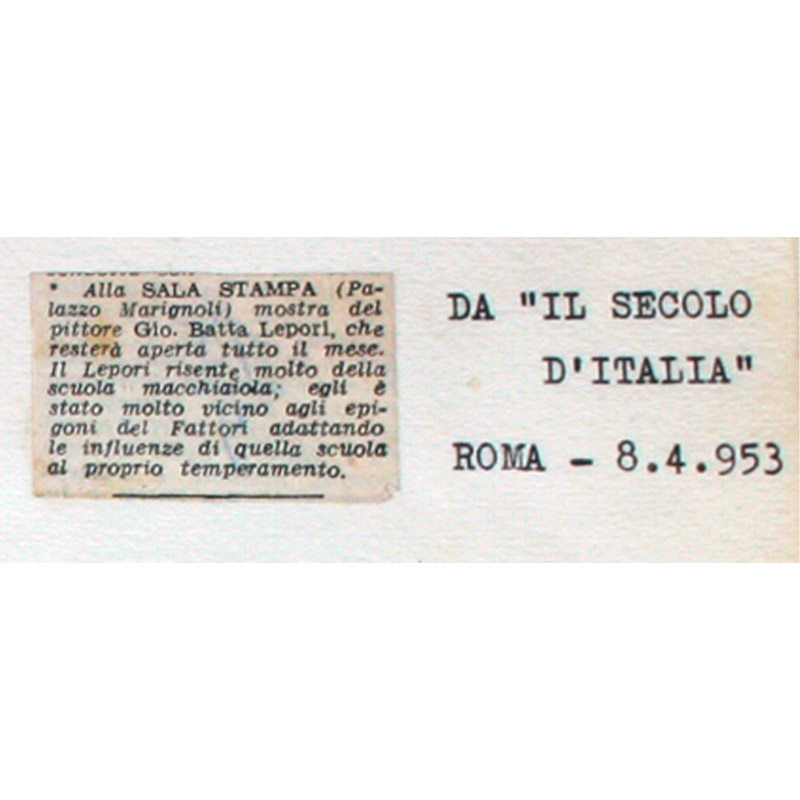 * Alla SALA STAMPA (Pa-
lazzo Marignoli) mostra del
pittore Gio. Batta Lepori, che
resterà aperta tutto il mese.
Il Lepori risente molto della
scuola macchiaiola; egli è
stato molto vicino agli epi-
goni del Fattori adattando
le influenze di quella scuola
al proprio temperamento.
DA "IL SECOLO
D'ITALIA"
ROMA - 8.4.953